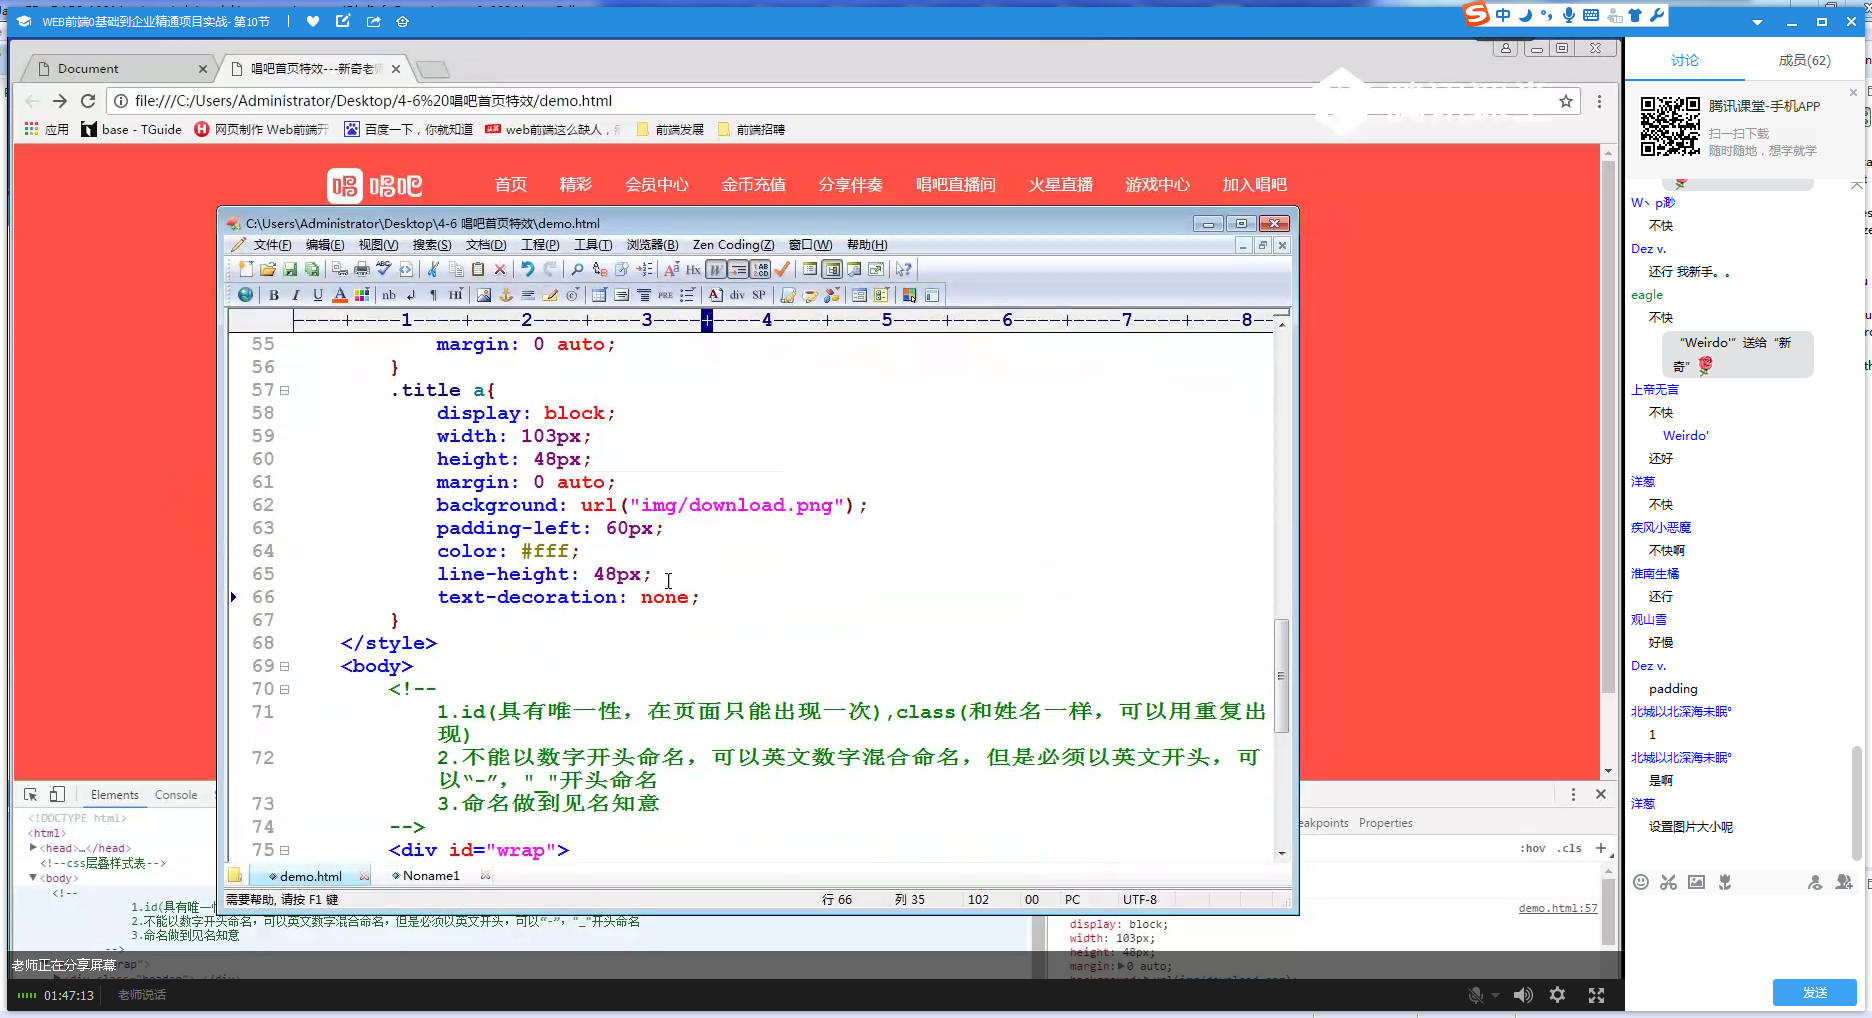 WEB前端0基础到企业精通项目实战- 第10节
中
Document
唱吧首页特效---新奇老师
file:///C:/Users/Administrator/Desktop/4-6%20唱吧首页特效/demo.html
应用
base - TGuide
网页制作 Web前端开
百度一下，你就知道
web前端这么缺人，
前端发展
前端招聘
唱吧
首页
精彩
会员中心
金币充值
分享伴奏
唱吧直播间
火星直播
游戏中心
加入唱吧
C:\Users\Administrator\Desktop\4-6 唱吧首页特效\demo.html
文件(F) 编辑(E) 视图(V) 搜索(S) 文档(D) 工程(P) 工具(T) 浏览器(B) Zen Coding(Z) 窗口(W) 帮助(H)
B I U A nb HI PRE A div SP
----+----1----+----2----+----3----+----4----+----5----+----6----+----7----+----8--
55 margin: 0 auto;
56 }
57 .title a{
58 display: block;
59 width: 103px;
60 height: 48px;
61 margin: 0 auto;
62 background: url("img/download.png");
63 padding-left: 60px;
64 color: #fff;
65 line-height: 48px;
66 text-decoration: none;
67 }
68 </style>
69 <body>
70 <!--
71 1.id(具有唯一性，在页面只能出现一次),class(和姓名一样，可以用重复出
现)
72 2.不能以数字开头命名，可以英文数字混合命名，但是必须以英文开头，可
以“-”，"_"开头命名
73 3.命名做到见名知意
74 -->
75 <div id="wrap">
demo.html
Noname1
需要帮助, 请按 F1 键
行 66
列 35
102
00
PC
UTF-8
Elements
Console
<!DOCTYPE html>
<html>
<head>…</head>
<!--css层叠样式表-->
<body>
<!--
1.id(具有唯一性
2.不能以数字开头命名，可以英文数字混合命名，但是必须以英文开头，可以“-”，"_"开头命名
3.命名做到见名知意
-->
eakpoints
Properties
:hov .cls +
demo.html:57
display: block;
width: 103px;
height: 48px;
margin: 0 auto;
老师正在分享屏幕
01:47:13
老师说话
讨论
成员(62)
腾讯课堂-手机APP
扫一扫下载
随时随地，想学就学
W丶p渺
不快
Dez v.
还行 我新手。。
eagle
不快
“Weirdo'”送给“新
奇”
上帝无言
不快
Weirdo'
还好
洋葱
不快
疾风小恶魔
不快啊
淮南生橘
还行
观山雪
好慢
Dez v.
padding
北城以北深海未眠°
1
北城以北深海未眠°
是啊
洋葱
设置图片大小呢
发送